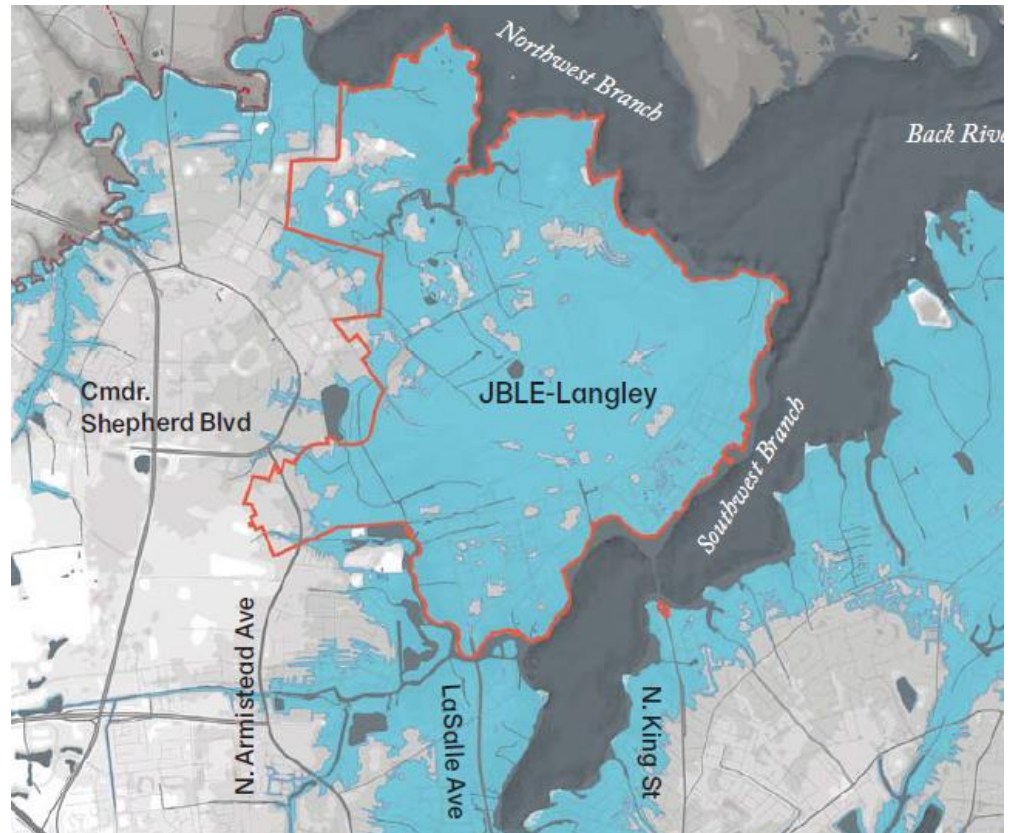 Northwest Branch
Back Rive
Cmdr.
Shepherd Blvd
JBLE-Langley
Southwest Branch
N. Armistead Ave
LaSalle Ave
N. King St